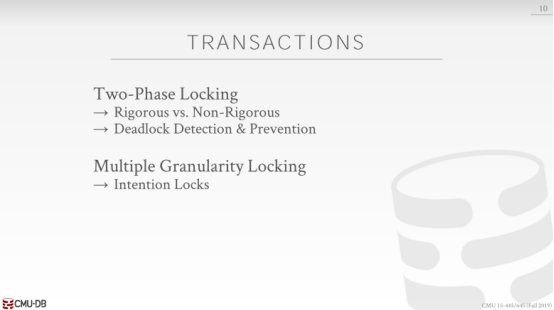 10
TRANSACTIONS
Two-Phase Locking
→ Rigorous vs. Non-Rigorous
→ Deadlock Detection & Prevention
Multiple Granularity Locking
→ Intention Locks
CMU·DB
CMU 15-445/645 (Fall 2019)